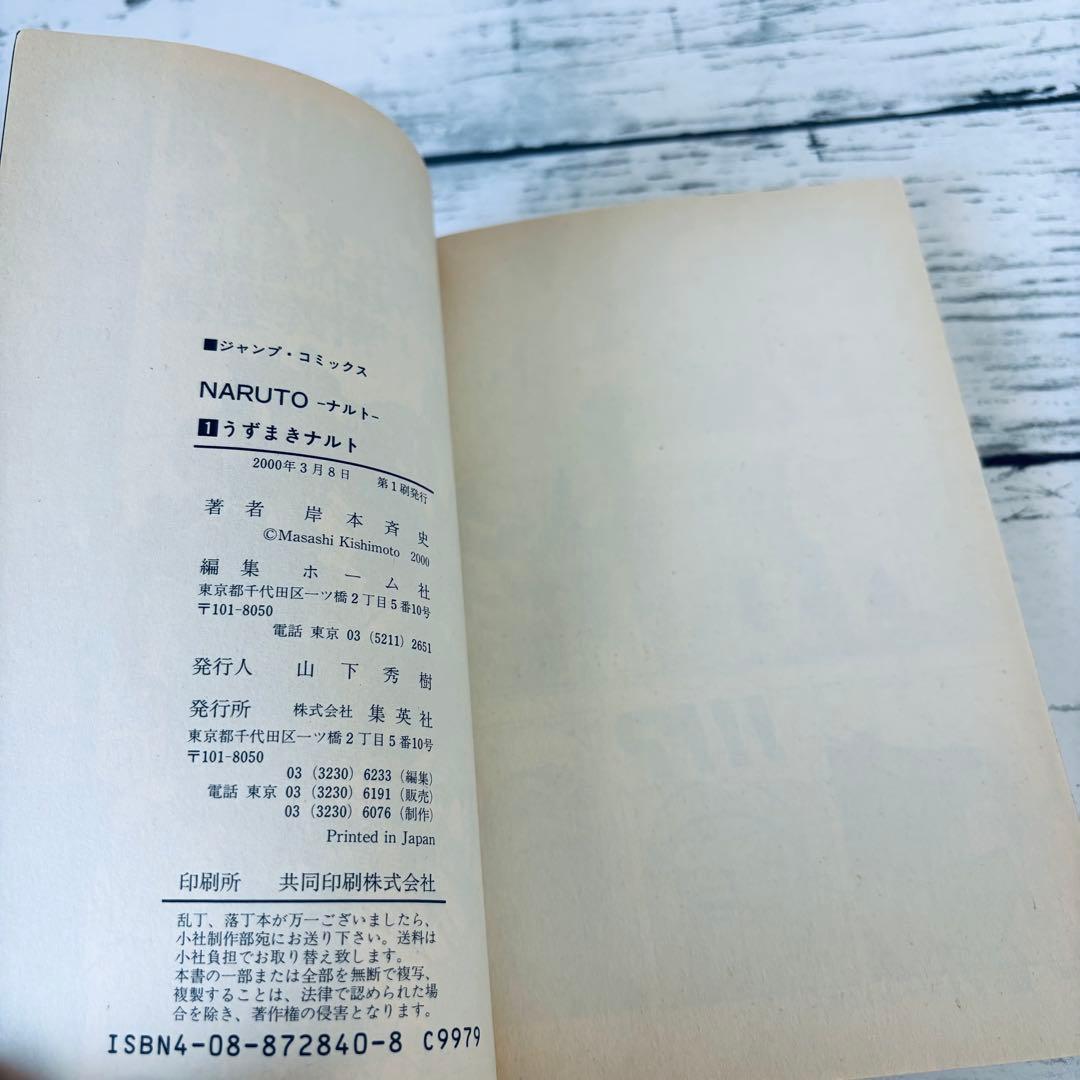 ■ジャンプ・コミックス
NARUTO -ナルト-
1うずまきナルト
2000年3月8日 第1刷発行
著者 岸本斉史
©Masashi Kishimoto 2000
編集 ホーム社
東京都千代田区一ツ橋2丁目5番10号
〒101-8050
電話 東京 03 (5211) 2651
発行人 山下秀樹
発行所 株式会社 集英社
東京都千代田区一ツ橋2丁目5番10号
〒101-8050
03 (3230) 6233 (編集)
電話 東京 03 (3230) 6191 (販売)
03 (3230) 6076 (制作)
Printed in Japan
印刷所 共同印刷株式会社
乱丁、落丁本が万一ございましたら、
小社制作部宛にお送り下さい。送料は
小社負担でお取り替え致します。
本書の一部または全部を無断で複写、
複製することは、法律で認められた場
合を除き、著作権の侵害となります。
ISBN4-08-872840-8 C9979